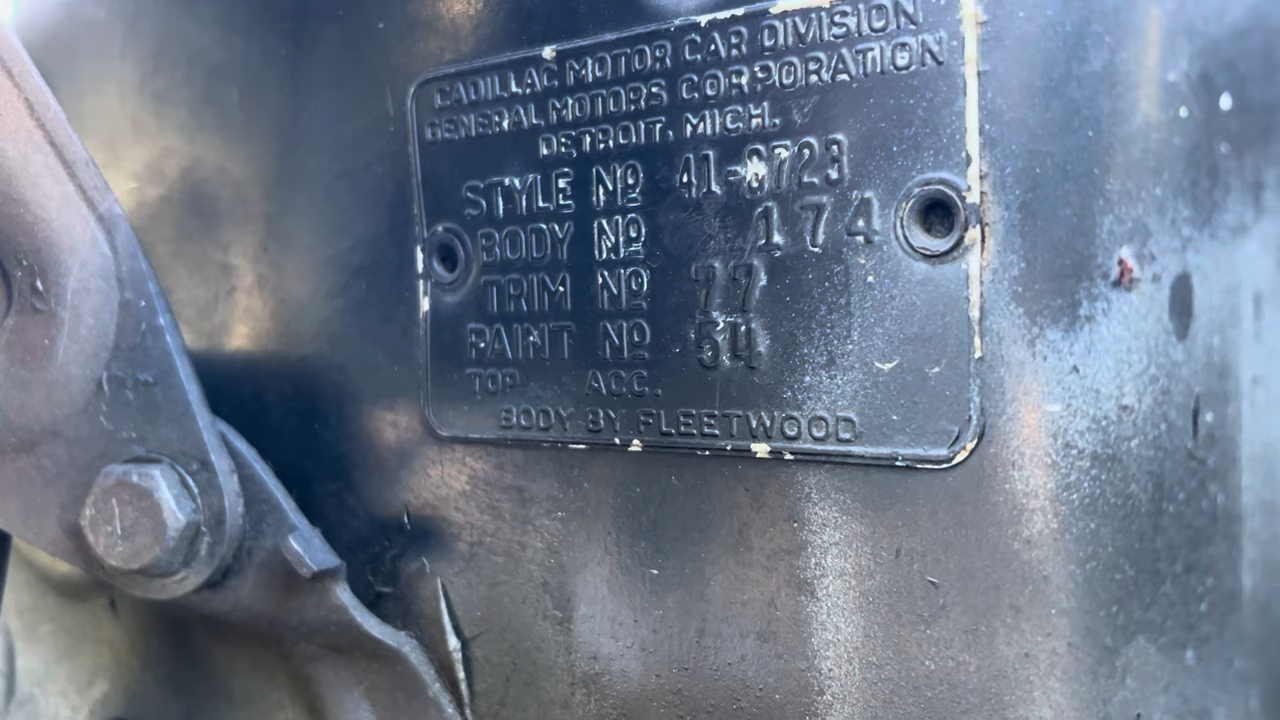 CADILLAC MOTOR CAR DIVISION
GENERAL MOTORS CORPORATION
DETROIT, MICH.
STYLE Nº 41-6723
BODY Nº 174
TRIM Nº 77
PAINT Nº 54
TOP ACC.
BODY BY FLEETWOOD